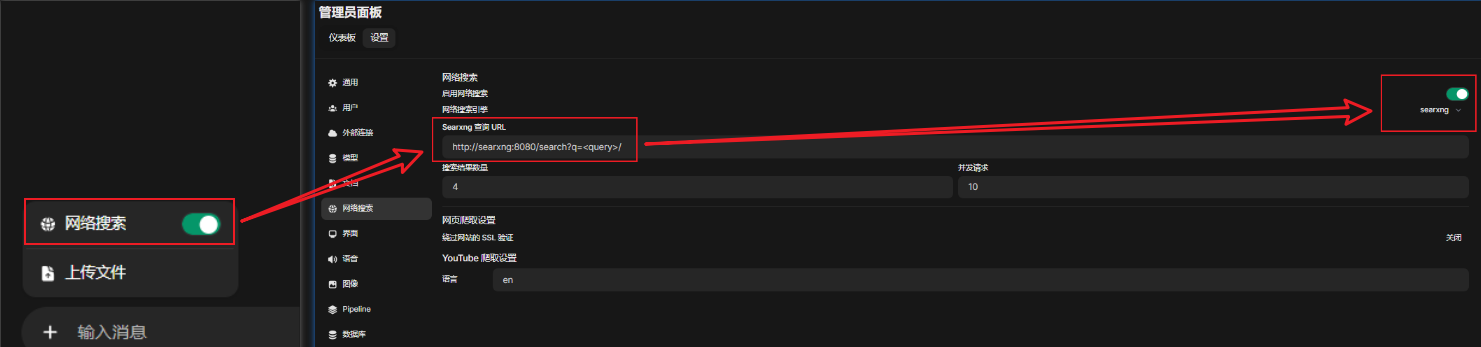 网络搜索
上传文件
输入消息
管理员面板
仪表板 设置
通用
用户
外部连接
模型
文档
网络搜索
界面
语音
图像
Pipeline
数据库
网络搜索
启用网络搜索
网络搜索引擎
searxng
Searxng 查询 URL
http://searxng:8080/search?q=<query>/
搜索结果数量 并发请求
4 10
网页爬取设置
绕过网站的 SSL 验证 关闭
YouTube 爬取设置
语言 en